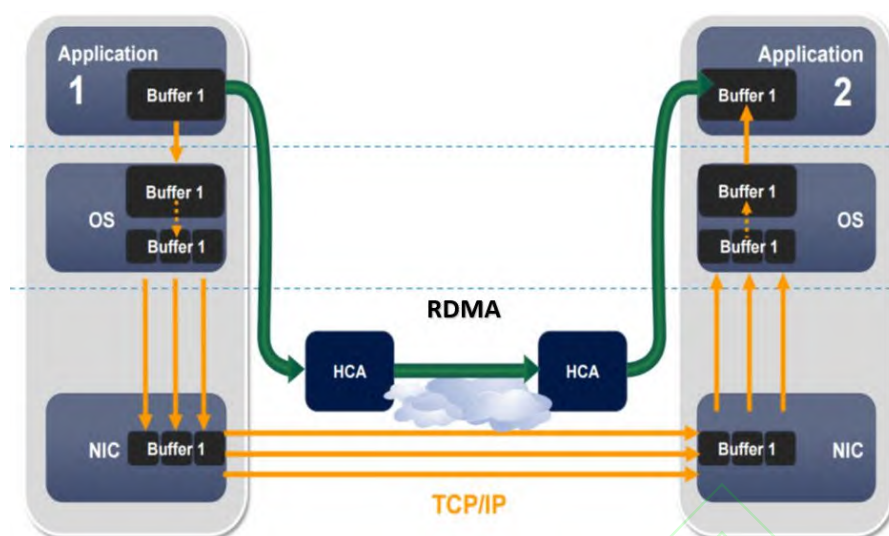 Application
1
Buffer 1
Buffer 1
OS
Buffer 1
NIC
Buffer 1
RDMA
HCA
HCA
TCP/IP
Application
2
Buffer 1
Buffer 1
OS
Buffer 1
Buffer 1
NIC